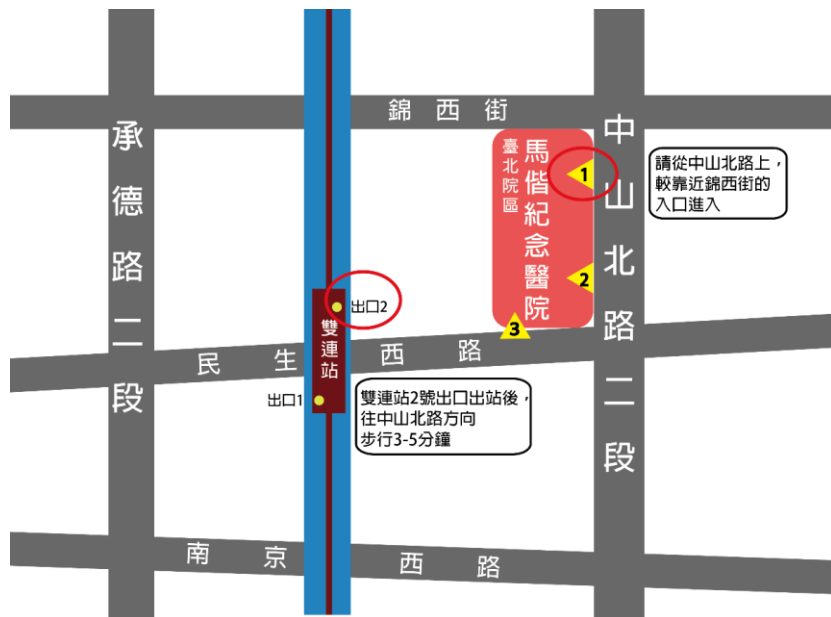 錦西街
承德路二段
中山北路二段
馬偕紀念醫院
臺北院區
1
2
3
請從中山北路上，
較靠近錦西街的
入口進入
出口2
雙連站
民生西路
出口1
雙連站2號出口出站後，
往中山北路方向
步行3-5分鐘
南京西路